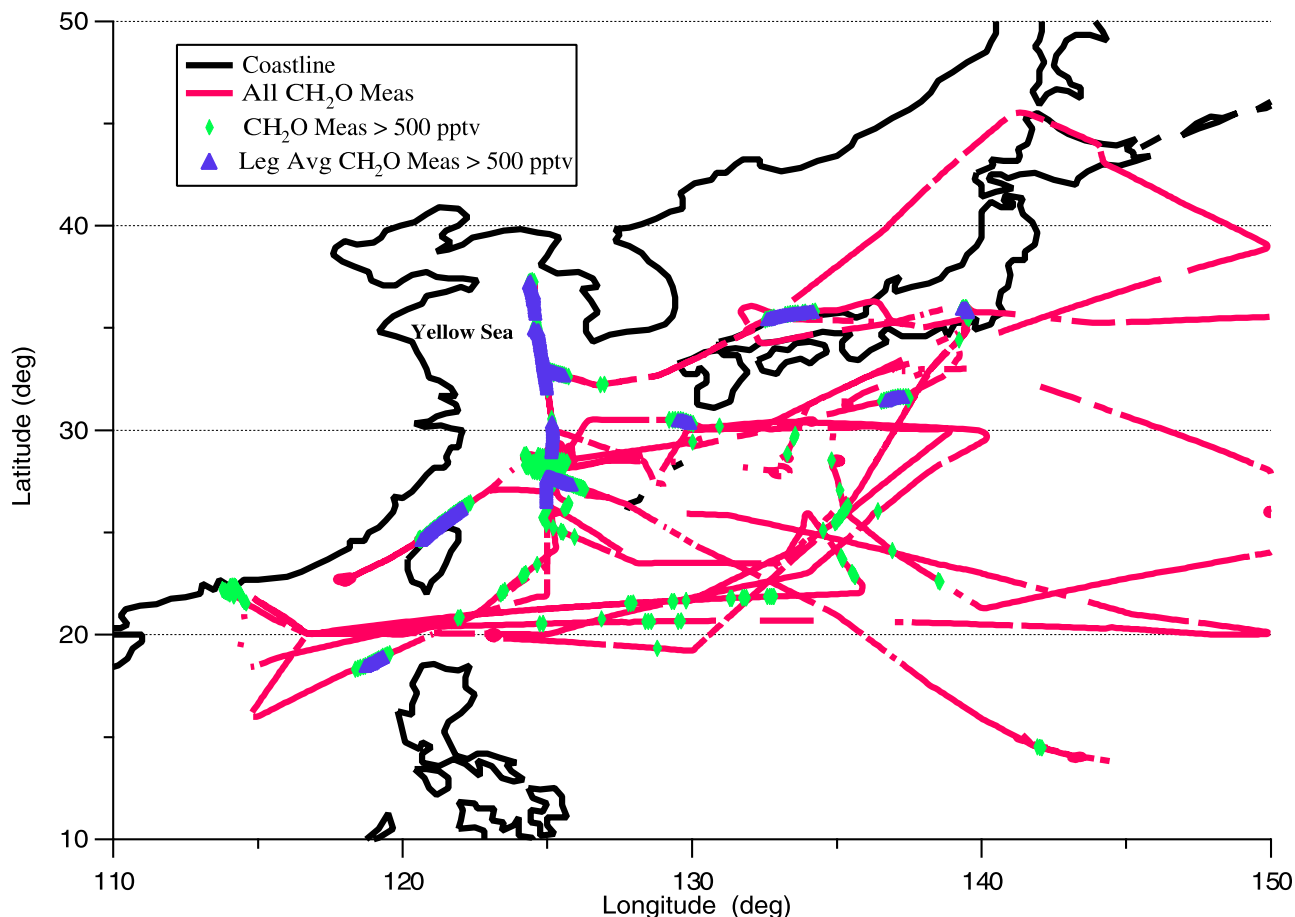 50
Coastline
All CH₂O Meas
CH₂O Meas > 500 pptv
Leg Avg CH₂O Meas > 500 pptv
40
Yellow Sea
Latitude (deg)
30
20
10
110 120 130 140 150
Longitude (deg)